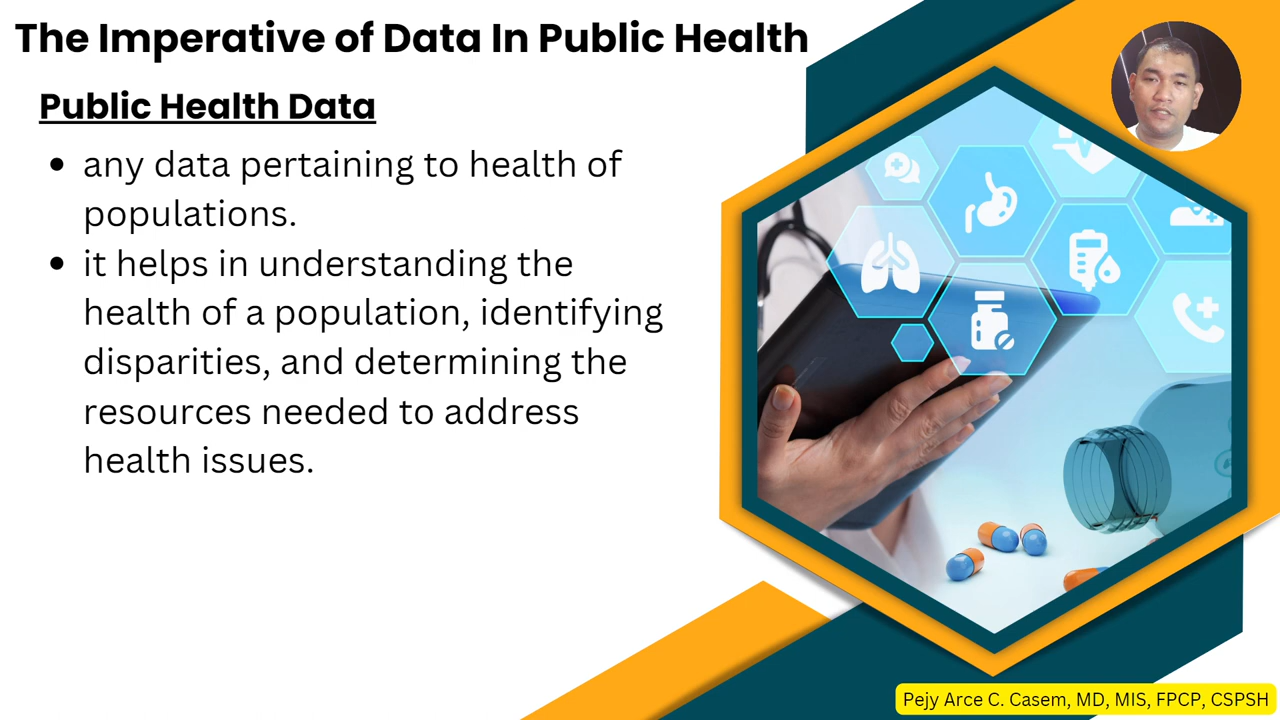 The Imperative of Data In Public Health
Public Health Data
• any data pertaining to health of
populations.
• it helps in understanding the
health of a population, identifying
disparities, and determining the
resources needed to address
health issues.
Pejy Arce C. Casem, MD, MIS, FPCP, CSPSH